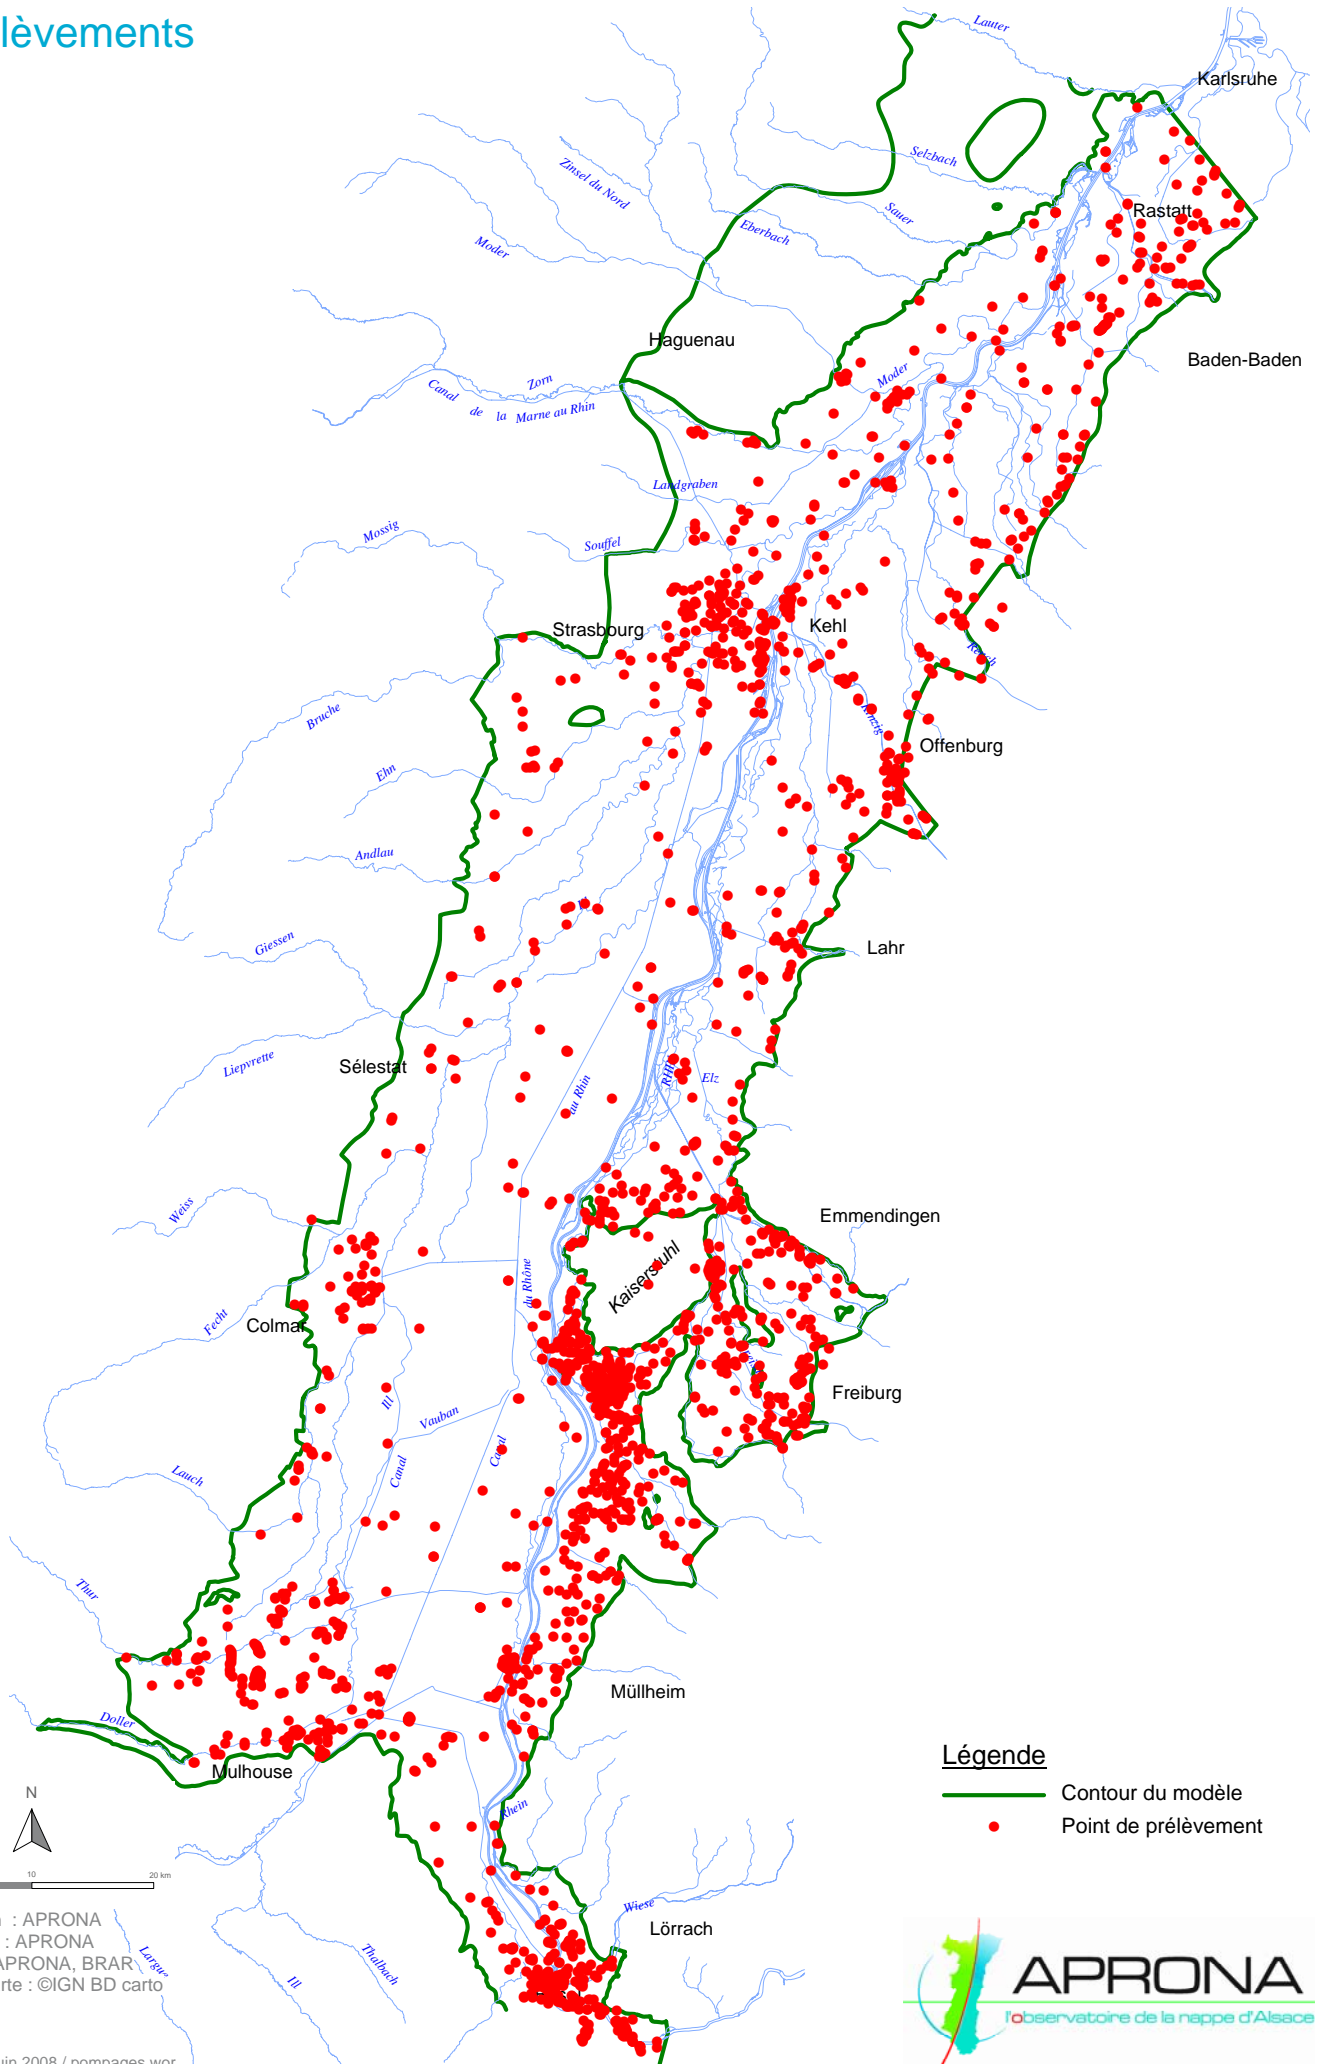 lèvements
Lauter
Karlsruhe
Selzbach
Zinsel du Nord
Sauer
Rastatt
Eberbach
Moder
Haguenau
Baden-Baden
Zorn
Moder
Canal de la Marne au Rhin
Landgraben
Mossig
Souffel
Strasbourg
Kehl
Rench
Bruche
Kinzig
Offenburg
Ehn
Andlau
Giessen
Lahr
Liepvrette
Sélestat
RHIN
Elz
au Rhin
Weiss
Emmendingen
Kaiserstuhl
du Rhône
Fecht
Colmar
Freiburg
Ill
Vauban
Canal
Canal
Lauch
Thur
Müllheim
Doller
Mulhouse
Légende
Contour du modèle
Point de prélèvement
N
Rhein
10
20 km
Wiese
Lörrach
: APRONA
: APRONA
APRONA, BRAR
rte : ©IGN BD carto
Largue
Ill
Thalbach
APRONA
l'observatoire de la nappe d'Alsace
uin 2008 / pompages.wor